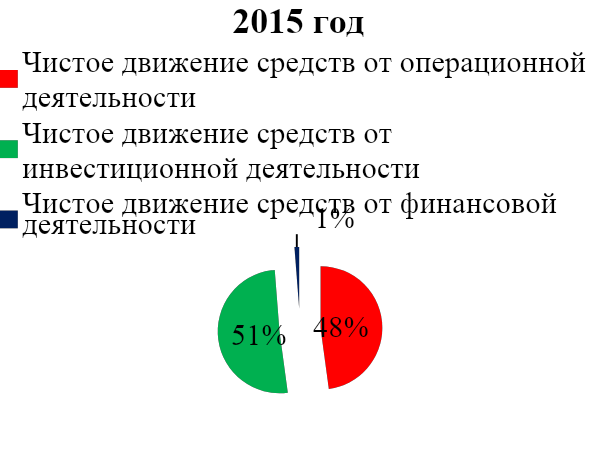 2015 год
Чистое движение средств от операционной
деятельности
Чистое движение средств от
инвестиционной деятельности
Чистое движение средств от финансовой
деятельности
1%
51%
48%